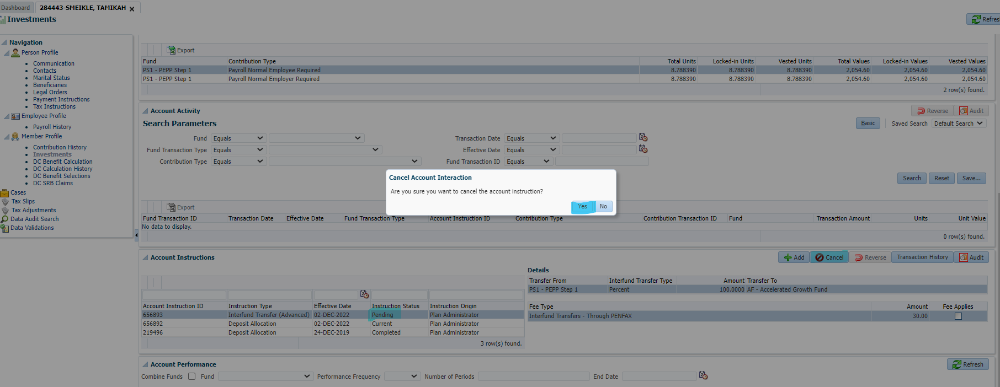 Dashboard 284443-SMEIKLE, TAMIKAH
Investments
Refres
Navigation
Person Profile
Communication
Contacts
Marital Status
Beneficiaries
Legal Orders
Payment Instructions
Tax Instructions
Employee Profile
Payroll History
Member Profile
Contribution History
Investments
DC Benefit Calculation
DC Calculation History
DC Benefit Selections
DC SRB Claims
Cases
Tax Slips
Tax Adjustments
Data Audit Search
Data Validations
Export
Fund Contribution Type Total Units Locked-in Units Vested Units Total Values Locked-in Values Vested Values
PS1 - PEPP Step 1 Payroll Normal Employee Required 8.788390 8.788390 8.788390 2,054.60 2,054.60 2,054.60
PS1 - PEPP Step 1 Payroll Normal Employer Required 8.788390 8.788390 8.788390 2,054.60 2,054.60 2,054.60
2 row(s) found.
Account Activity Reverse Audit
Search Parameters Basic Saved Search Default Search
Fund Equals Transaction Date Equals
Fund Transaction Type Equals Effective Date Equals
Contribution Type Equals Fund Transaction ID Equals
Search Reset Save...
Cancel Account Interaction
Are you sure you want to cancel the account instruction?
Yes No
Export
Fund Transaction ID Transaction Date Effective Date Fund Transaction Type Account Instruction ID Contribution Type Contribution Transaction ID Fund Transaction Amount Units Unit Value
No data to display.
0 row(s) found.
Account Instructions Add Cancel Reverse Transaction History Audit
Account Instruction ID Instruction Type Effective Date Instruction Status Instruction Origin
656893 Interfund Transfer (Advanced) 02-DEC-2022 Pending Plan Administrator
656892 Deposit Allocation 02-DEC-2022 Current Plan Administrator
219496 Deposit Allocation 24-DEC-2019 Completed Plan Administrator
3 row(s) found.
Details
Transfer From Interfund Transfer Type Amount Transfer To
PS1 - PEPP Step 1 Percent 100.0000 AF - Accelerated Growth Fund
Fee Type Amount Fee Applies
Interfund Transfers - Through PENFAX 30.00
Account Performance Refresh
Combine Funds Fund Performance Frequency Number of Periods End Date